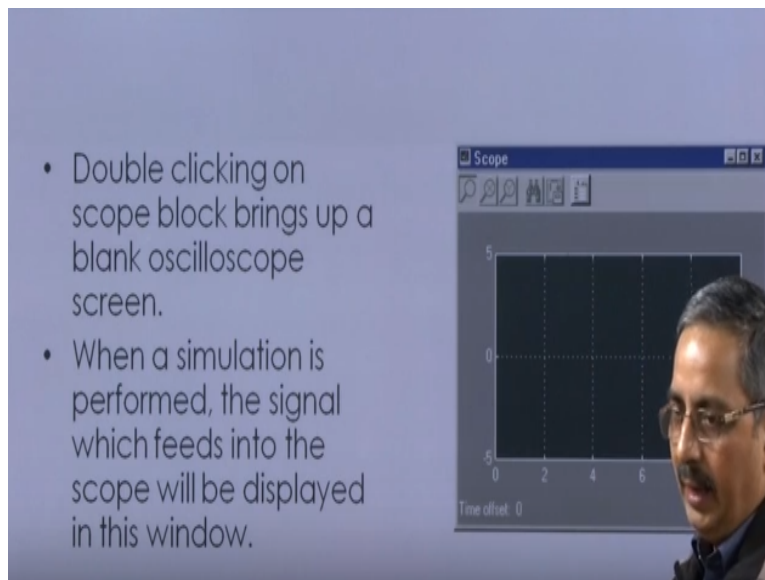 • Double clicking on
scope block brings up a
blank oscilloscope
screen.
• When a simulation is
performed, the signal
which feeds into the
scope will be displayed
in this window.
Scope
5
0
-5
0 2 4 6
Time offset: 0